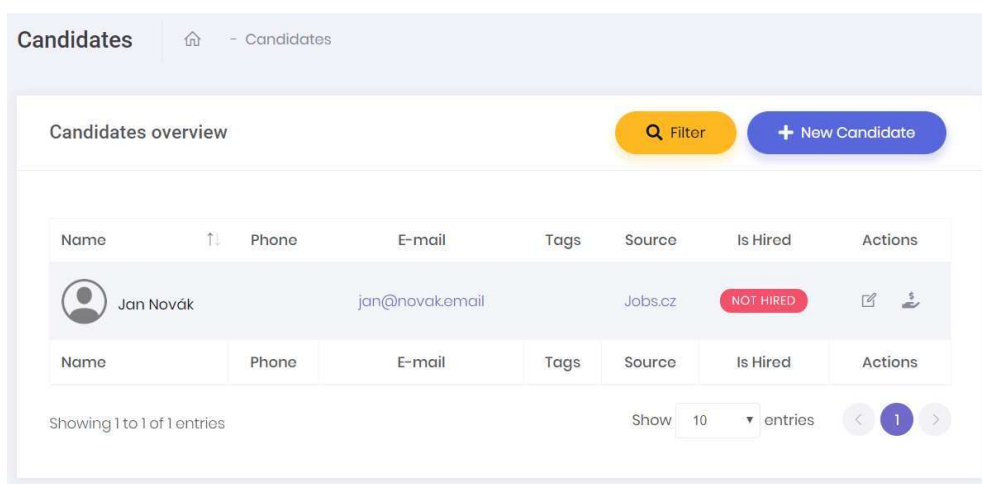 Candidates - Candidates
Candidates overview Filter + New Candidate
Name Phone E-mail Tags Source Is Hired Actions
Jan Novák jan@novak.email Jobs.cz NOT HIRED
Name Phone E-mail Tags Source Is Hired Actions
Showing 1 to 1 of 1 entries Show 10 entries < 1 >